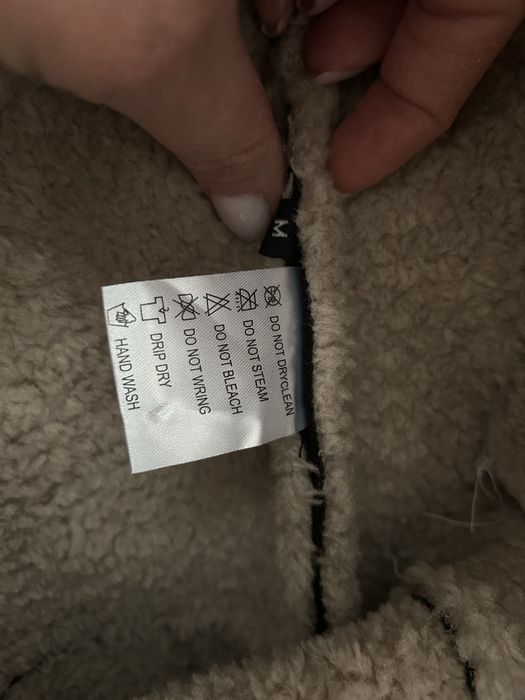 M
DO NOT DRYCLEAN
DO NOT STEAM
DO NOT BLEACH
DO NOT WRING
DRIP DRY
HAND WASH